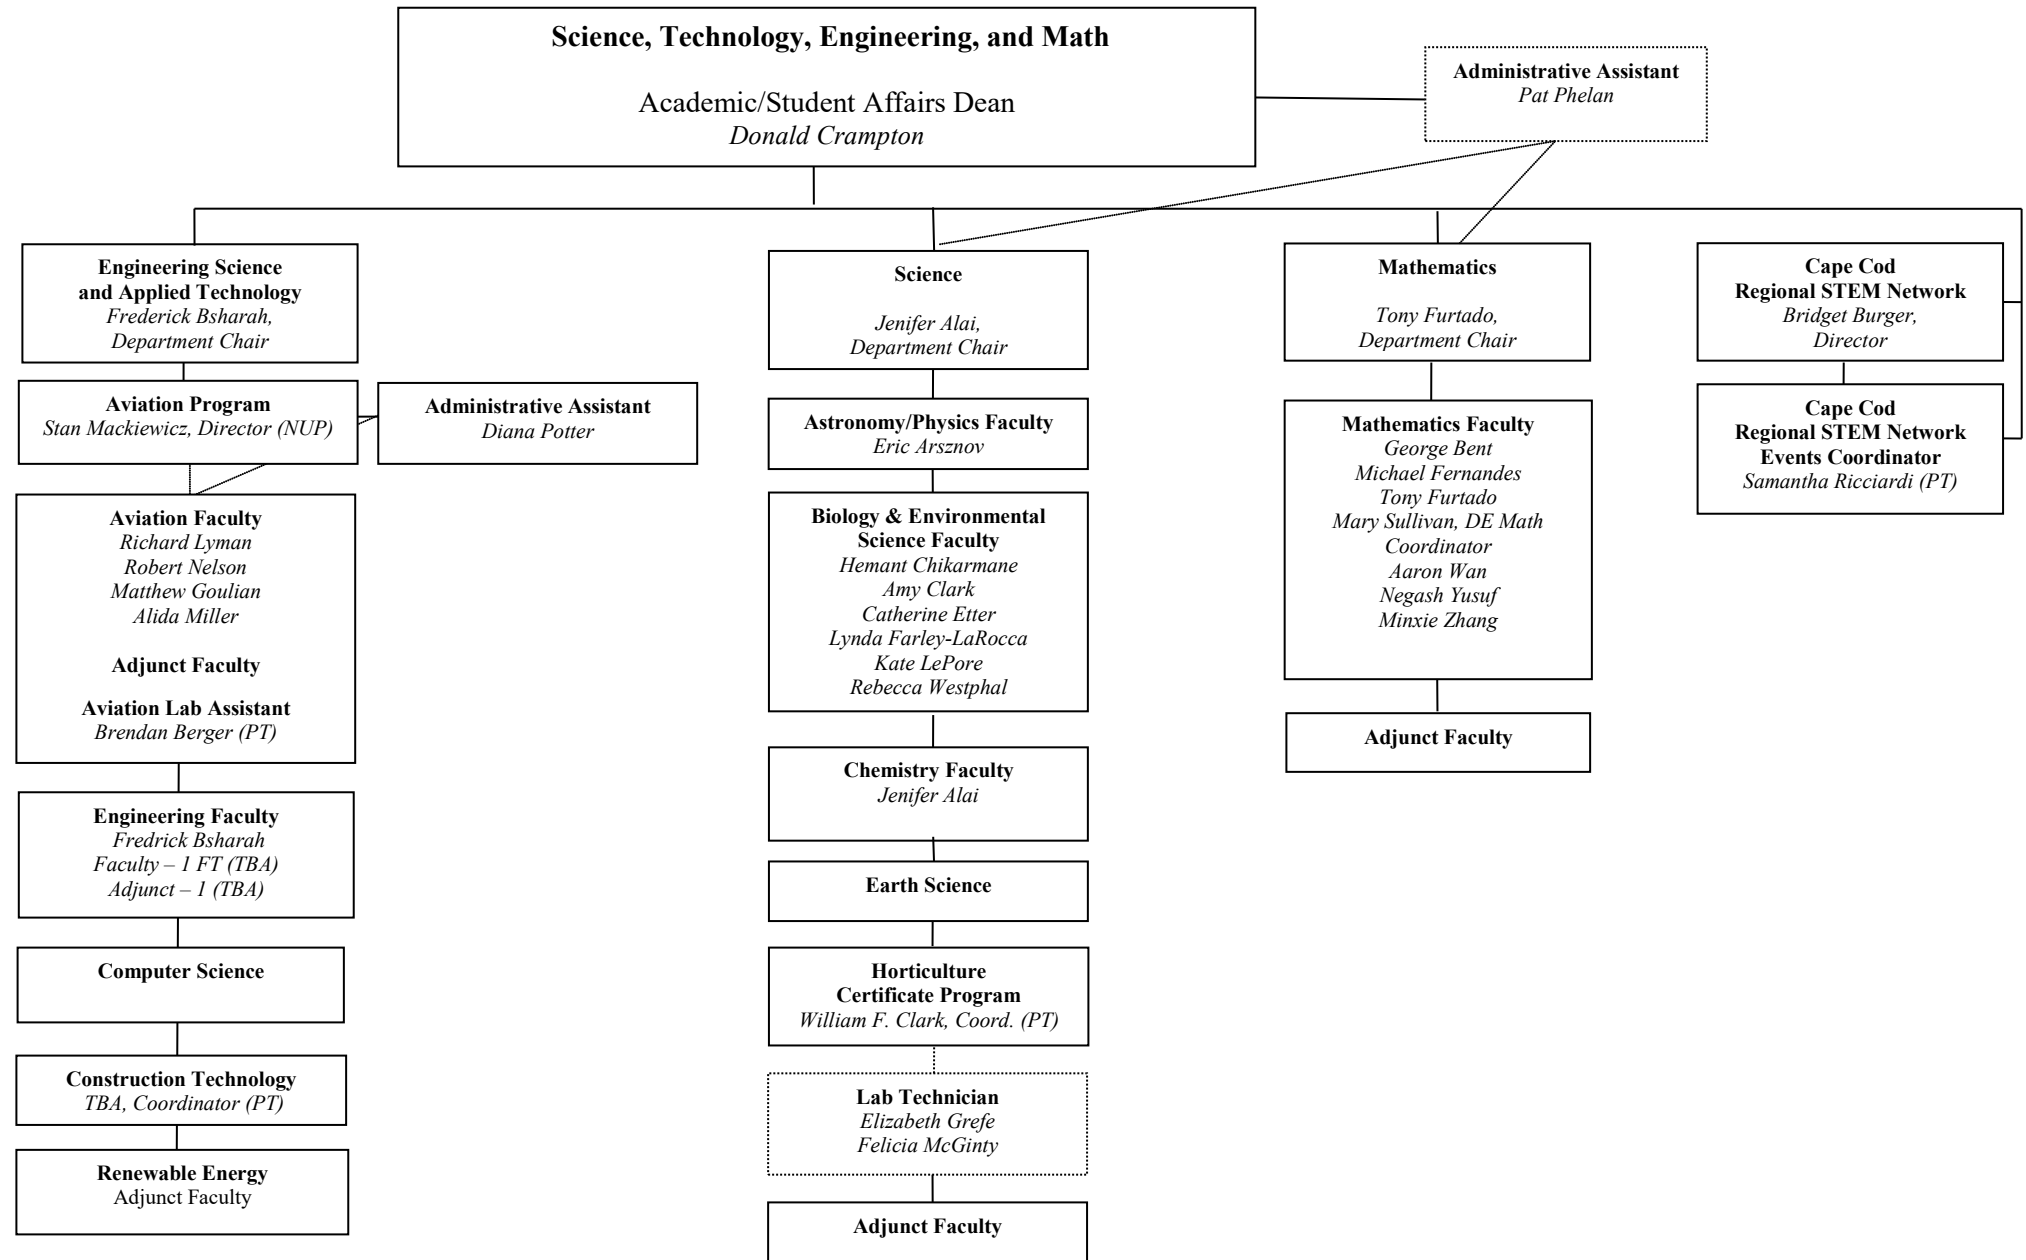 Science, Technology, Engineering, and Math
Academic/Student Affairs Dean
Donald Crampton
Administrative Assistant
Pat Phelan
Engineering Science
and Applied Technology
Frederick Bsharah,
Department Chair
Aviation Program
Stan Mackiewicz, Director (NUP)
Administrative Assistant
Diana Potter
Aviation Faculty
Richard Lyman
Robert Nelson
Matthew Goulian
Alida Miller
Adjunct Faculty
Aviation Lab Assistant
Brendan Berger (PT)
Engineering Faculty
Fredrick Bsharah
Faculty – 1 FT (TBA)
Adjunct – 1 (TBA)
Computer Science
Construction Technology
TBA, Coordinator (PT)
Renewable Energy
Adjunct Faculty
Science
Jenifer Alai,
Department Chair
Astronomy/Physics Faculty
Eric Arsznov
Biology & Environmental
Science Faculty
Hemant Chikarmane
Amy Clark
Catherine Etter
Lynda Farley-LaRocca
Kate LePore
Rebecca Westphal
Chemistry Faculty
Jenifer Alai
Earth Science
Horticulture
Certificate Program
William F. Clark, Coord. (PT)
Lab Technician
Elizabeth Grefe
Felicia McGinty
Adjunct Faculty
Mathematics
Tony Furtado,
Department Chair
Mathematics Faculty
George Bent
Michael Fernandes
Tony Furtado
Mary Sullivan, DE Math
Coordinator
Aaron Wan
Negash Yusuf
Minxie Zhang
Adjunct Faculty
Cape Cod
Regional STEM Network
Bridget Burger,
Director
Cape Cod
Regional STEM Network
Events Coordinator
Samantha Ricciardi (PT)